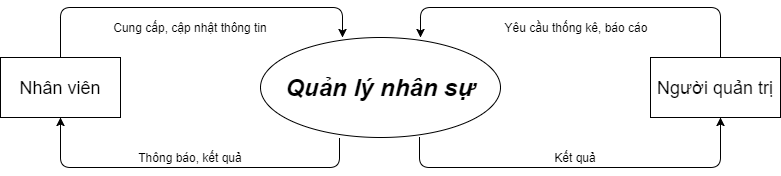 Cung cấp, cập nhật thông tin
Yêu cầu thống kê, báo cáo
Nhân viên
Quản lý nhân sự
Người quản trị
Thông báo, kết quả
Kết quả